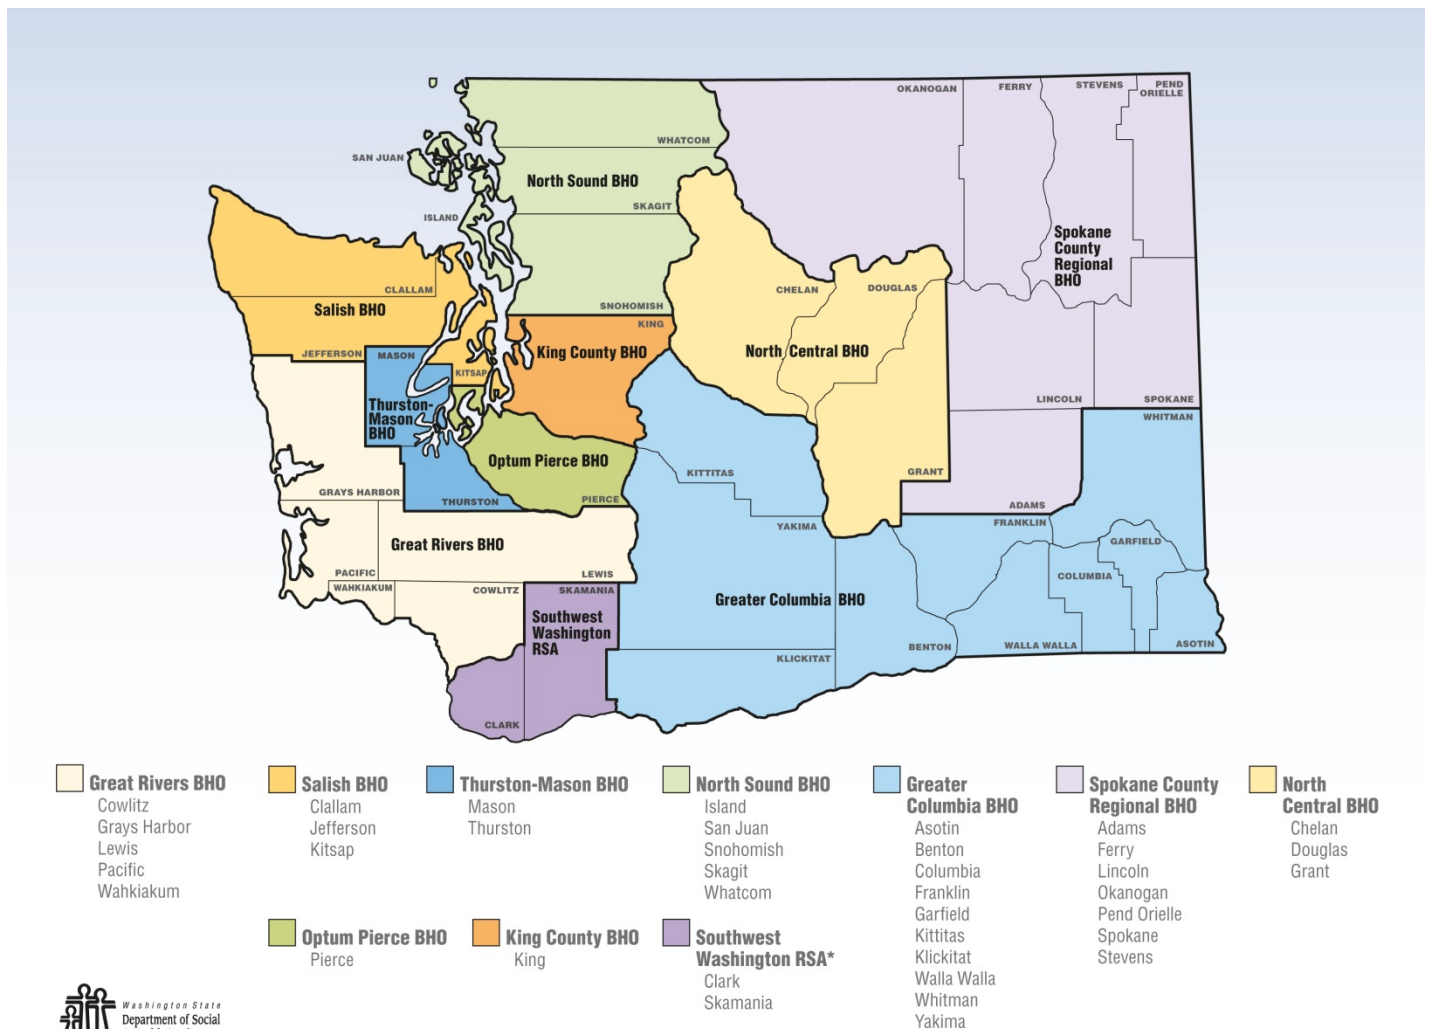 OKANOGAN
FERRY
STEVENS
PEND
ORIELLE
WHATCOM
SAN JUAN
North Sound BHO
SKAGIT
ISLAND
Spokane
County
Regional
BHO
CLALLAM
CHELAN
DOUGLAS
Salish BHO
SNOHOMISH
KING
JEFFERSON
MASON
King County BHO
North Central BHO
KITSAP
Thurston-
Mason
BHO
LINCOLN
SPOKANE
WHITMAN
Optum Pierce BHO
KITTITAS
GRANT
GRAYS HARBOR
THURSTON
PIERCE
ADAMS
YAKIMA
FRANKLIN
Great Rivers BHO
GARFIELD
PACIFIC
LEWIS
COLUMBIA
WAHKIAKUM
COWLITZ
SKAMANIA
Greater Columbia BHO
Southwest
Washington
RSA
KLICKITAT
BENTON
WALLA WALLA
ASOTIN
CLARK
Great Rivers BHO
Cowlitz
Grays Harbor
Lewis
Pacific
Wahkiakum
Salish BHO
Clallam
Jefferson
Kitsap
Thurston-Mason BHO
Mason
Thurston
North Sound BHO
Island
San Juan
Snohomish
Skagit
Whatcom
Greater
Columbia BHO
Asotin
Benton
Columbia
Franklin
Garfield
Kittitas
Klickitat
Walla Walla
Whitman
Yakima
Spokane County
Regional BHO
Adams
Ferry
Lincoln
Okanogan
Pend Orielle
Spokane
Stevens
North
Central BHO
Chelan
Douglas
Grant
Optum Pierce BHO
Pierce
King County BHO
King
Southwest
Washington RSA*
Clark
Skamania
Washington State
Department of Social